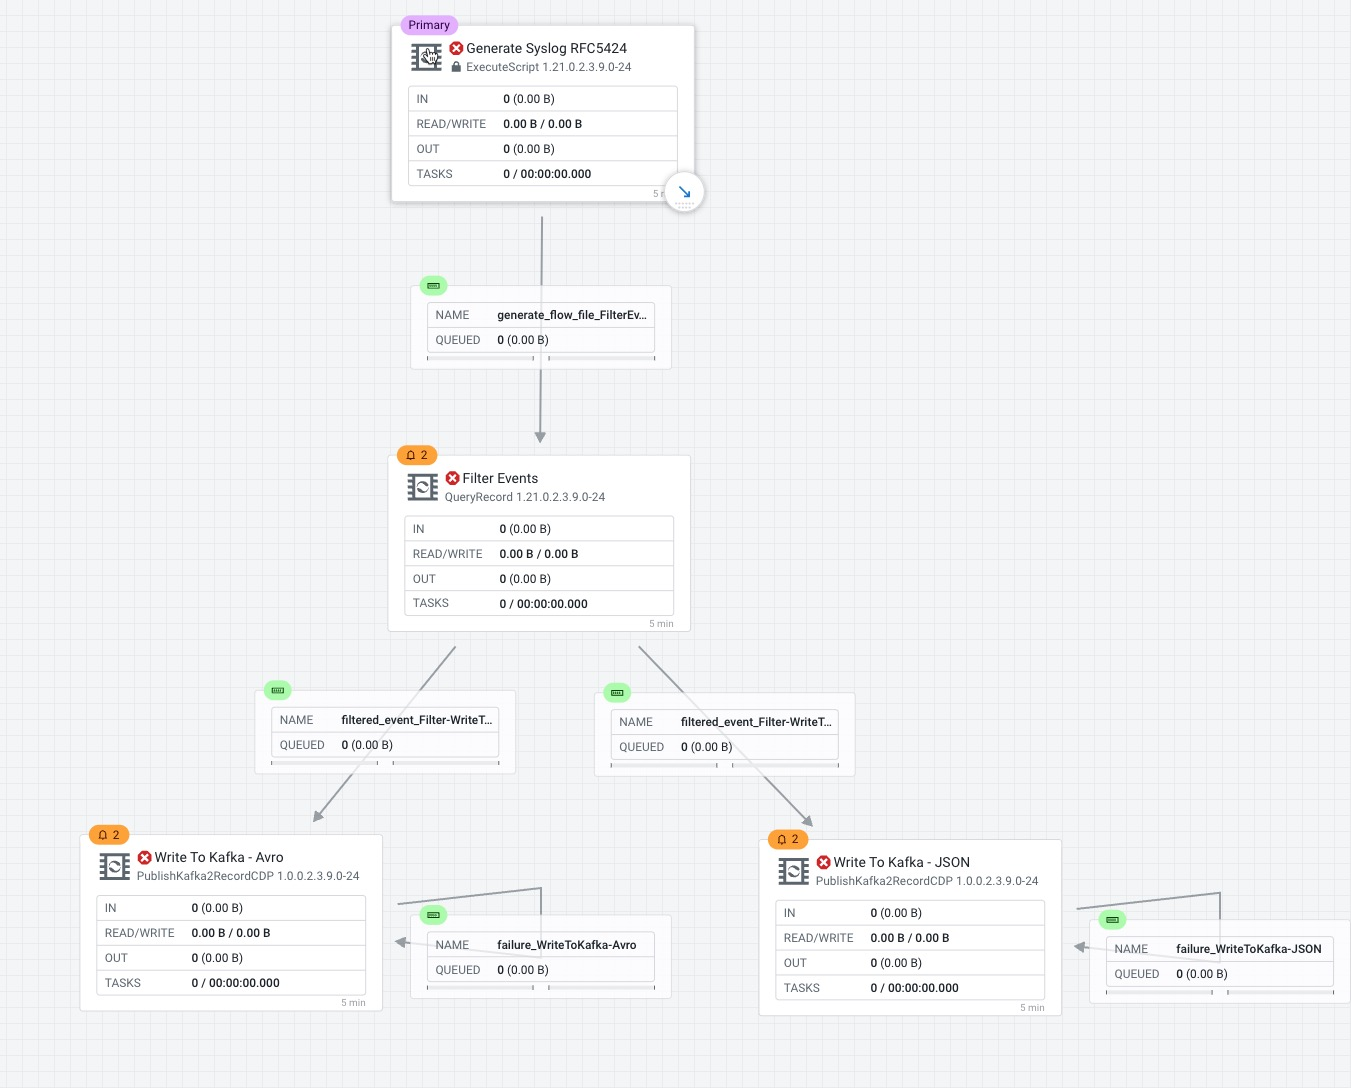 Primary
Generate Syslog RFC5424
ExecuteScript 1.21.0.2.3.9.0-24
IN 0 (0.00 B)
READ/WRITE 0.00 B / 0.00 B
OUT 0 (0.00 B)
TASKS 0 / 00:00:00.000
5
NAME generate_flow_file_FilterEv...
QUEUED 0 (0.00 B)
2
Filter Events
QueryRecord 1.21.0.2.3.9.0-24
IN 0 (0.00 B)
READ/WRITE 0.00 B / 0.00 B
OUT 0 (0.00 B)
TASKS 0 / 00:00:00.000
5 min
NAME filtered_event_Filter-WriteT...
QUEUED 0 (0.00 B)
NAME filtered_event_Filter-WriteT...
QUEUED 0 (0.00 B)
2
Write To Kafka - Avro
PublishKafka2RecordCDP 1.0.0.2.3.9.0-24
IN 0 (0.00 B)
READ/WRITE 0.00 B / 0.00 B
OUT 0 (0.00 B)
TASKS 0 / 00:00:00.000
5 min
NAME failure_WriteToKafka-Avro
QUEUED 0 (0.00 B)
2
Write To Kafka - JSON
PublishKafka2RecordCDP 1.0.0.2.3.9.0-24
IN 0 (0.00 B)
READ/WRITE 0.00 B / 0.00 B
OUT 0 (0.00 B)
TASKS 0 / 00:00:00.000
5 min
NAME failure_WriteToKafka-JSON
QUEUED 0 (0.00 B)